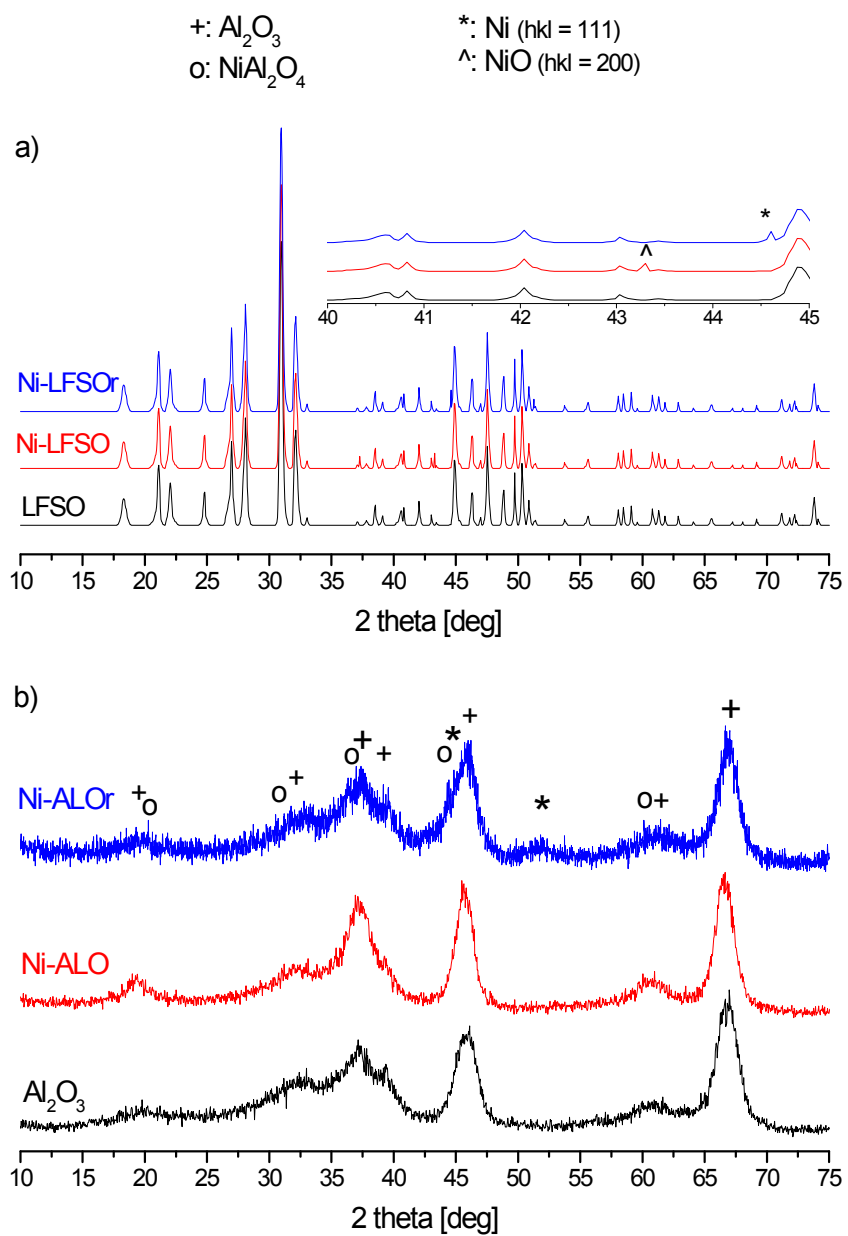 +: Al₂O₃
*: Ni (hkl = 111)
o: NiAl₂O₄
^: NiO (hkl = 200)
a)
*
^
40 41 42 43 44 45
Ni-LFSOr
Ni-LFSO
LFSO
10 15 20 25 30 35 40 45 50 55 60 65 70 75
2 theta [deg]
b)
+ o o + o + + o * + * o + +
Ni-ALOr
Ni-ALO
Al₂O₃
10 15 20 25 30 35 40 45 50 55 60 65 70 75
2 theta [deg]